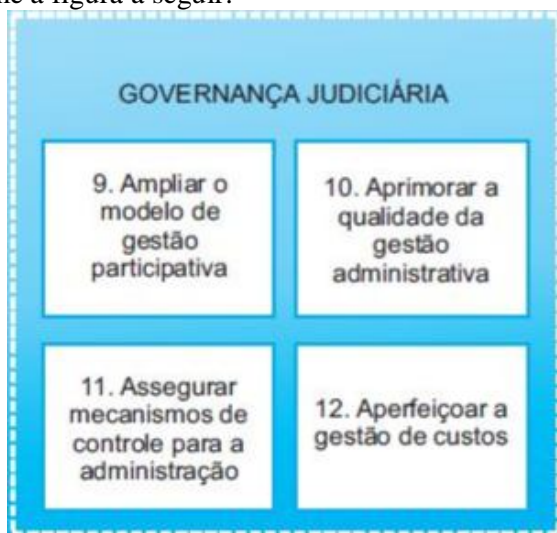 GOVERNANÇA JUDICIÁRIA
9. Ampliar o
modelo de
gestão
participativa
10. Aprimorar a
qualidade da
gestão
administrativa
11. Assegurar
mecanismos de
controle para a
administração
12. Aperfeiçoar a
gestão de custos